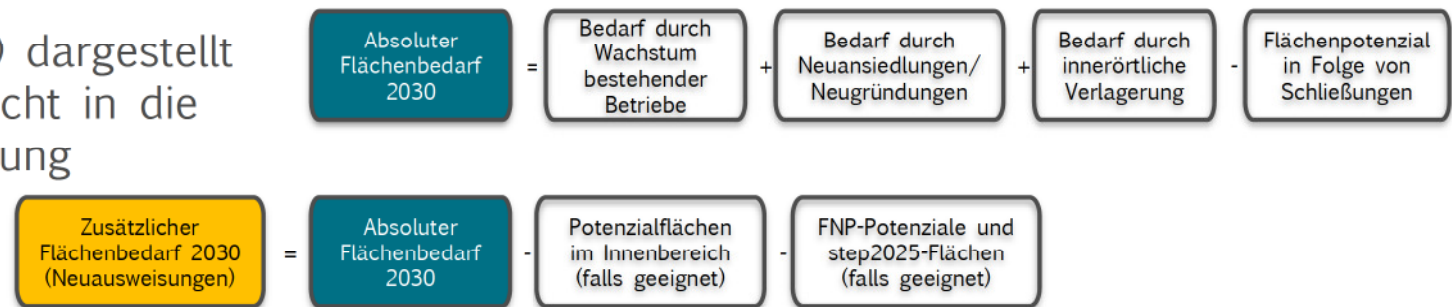 dargestellt
cht in die
ung
Absoluter
Flächenbedarf
2030
=
Bedarf durch
Wachstum
bestehender
Betriebe
+
Bedarf durch
Neuansiedlungen/
Neugründungen
+
Bedarf durch
innerörtliche
Verlagerung
-
Flächenpotenzial
in Folge von
Schließungen
Zusätzlicher
Flächenbedarf 2030
(Neuausweisungen)
=
Absoluter
Flächenbedarf
2030
-
Potenzialflächen
im Innenbereich
(falls geeignet)
-
FNP-Potenziale und
step2025-Flächen
(falls geeignet)